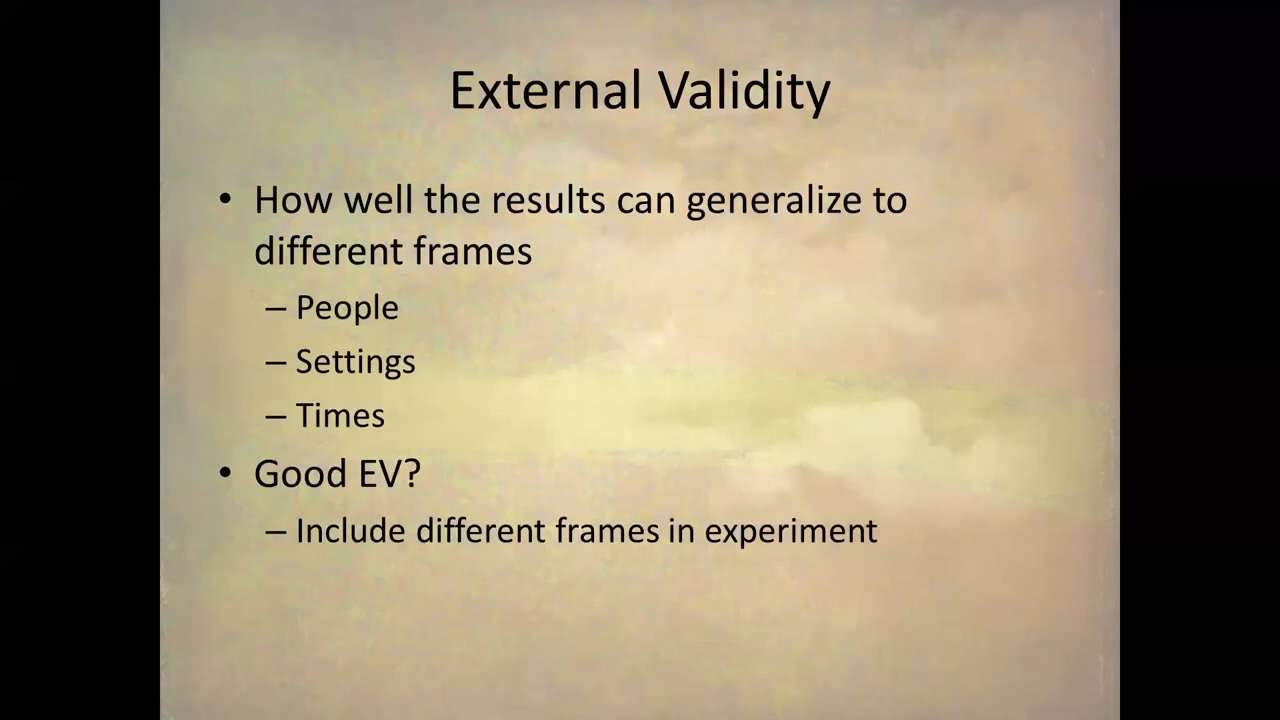 External Validity
• How well the results can generalize to
different frames
– People
– Settings
– Times
• Good EV?
– Include different frames in experiment